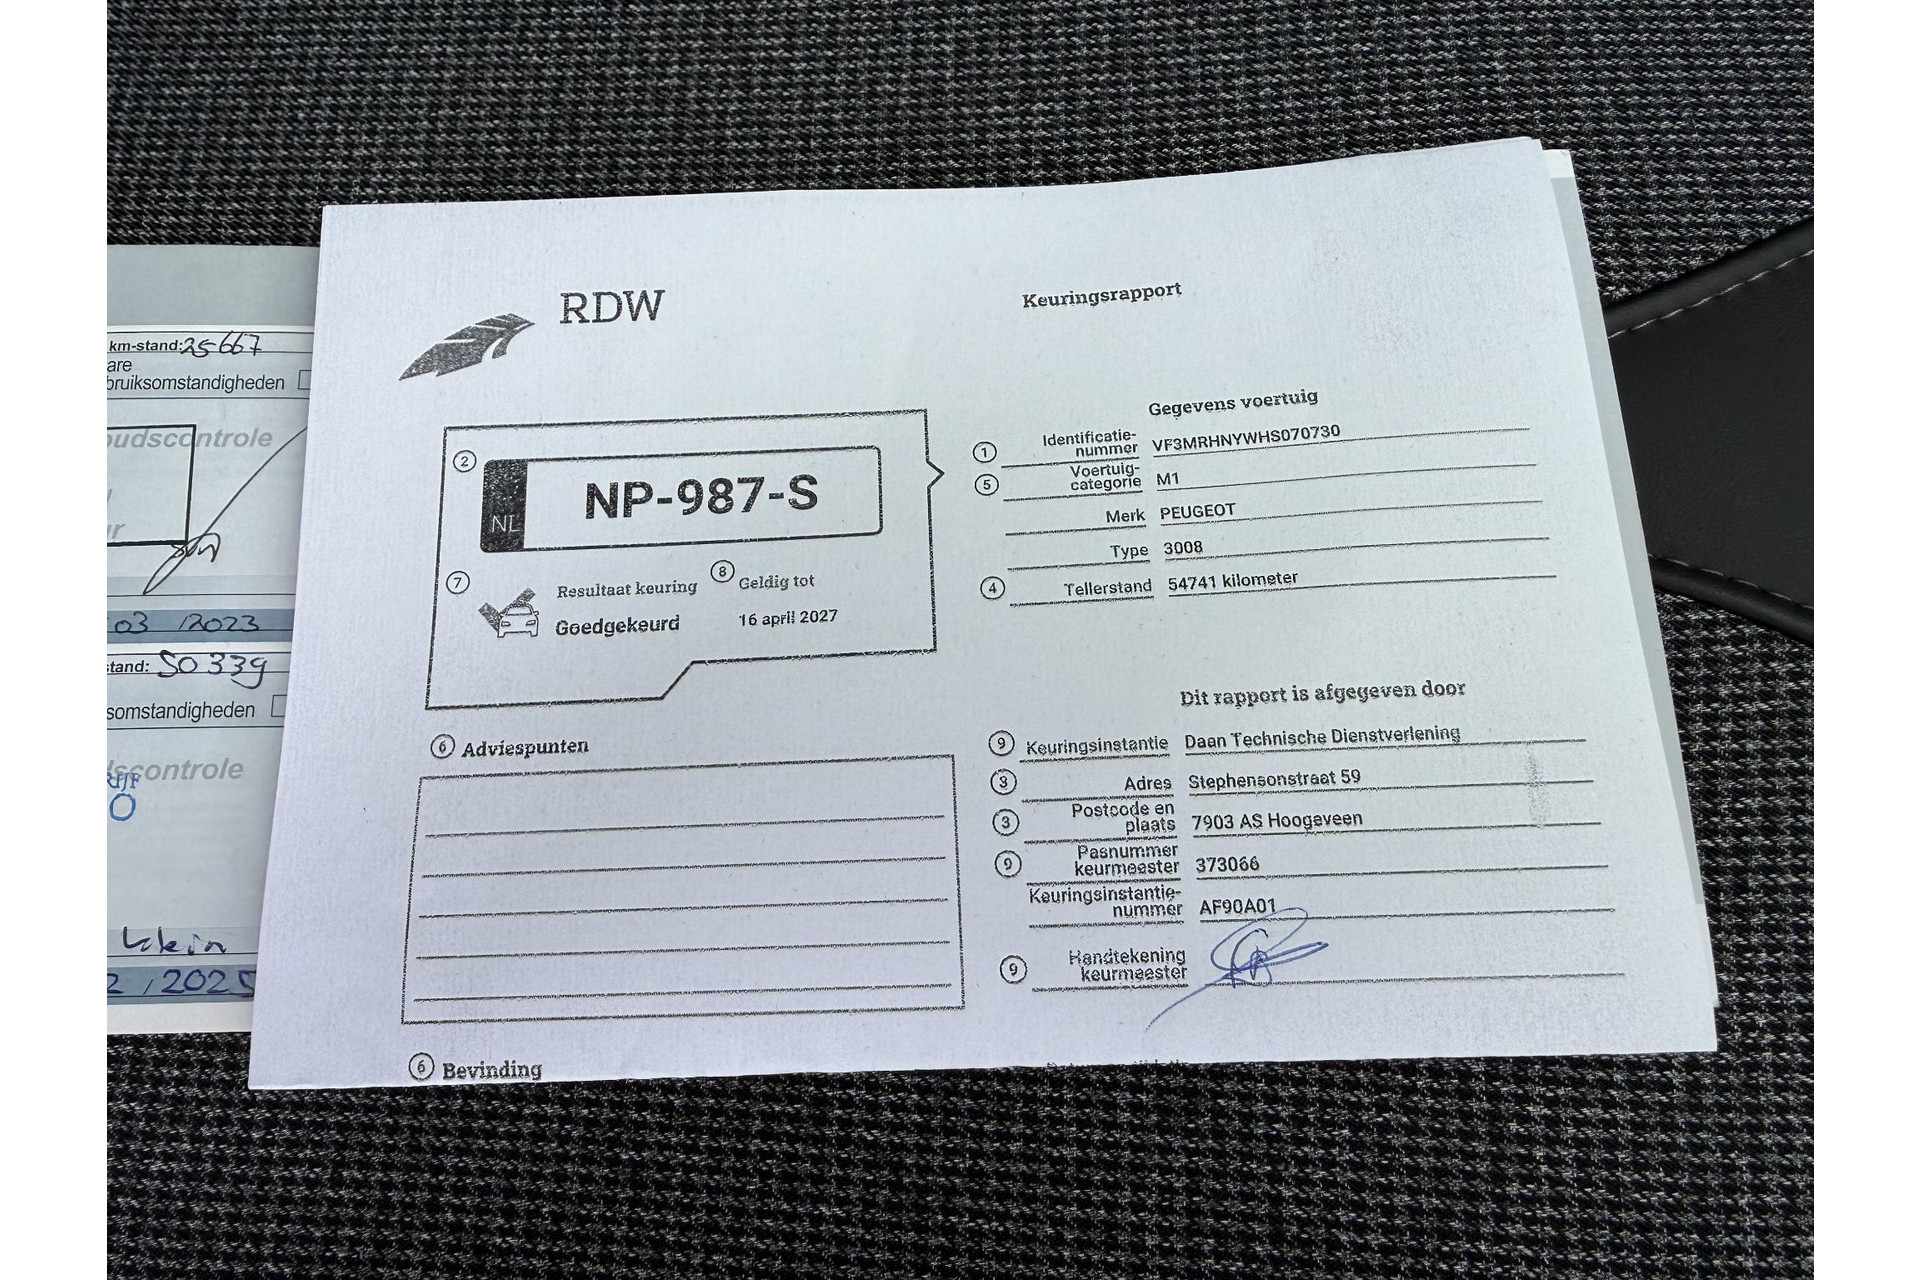 km-stand: 25667
are
bruiksomstandigheden
oudscontrole
03 / 2023
stand: 50339
somstandigheden
scontrole
RIJF
O
2 / 2025
RDW
Keuringsrapport
2
NL
NP-987-S
7
Resultaat keuring
Goedgekeurd
8
Geldig tot
16 april 2027
6 Adviespunten
6 Bevinding
Gegevens voertuig
1 Identificatie-
nummer VF3MRHNYWHS070730
5 Voertuig-
categorie M1
Merk PEUGEOT
Type 3008
4 Tellerstand 54741 kilometer
Dit rapport is afgegeven door
9 Keuringsinstantie Daan Technische Dienstverlening
3 Adres Stephensonstraat 59
3 Postcode en
plaats 7903 AS Hoogeveen
9 Pasnummer
keurmeester 373066
Keuringsinstantie-
nummer AF90A01
9 Handtekening
keurmeester